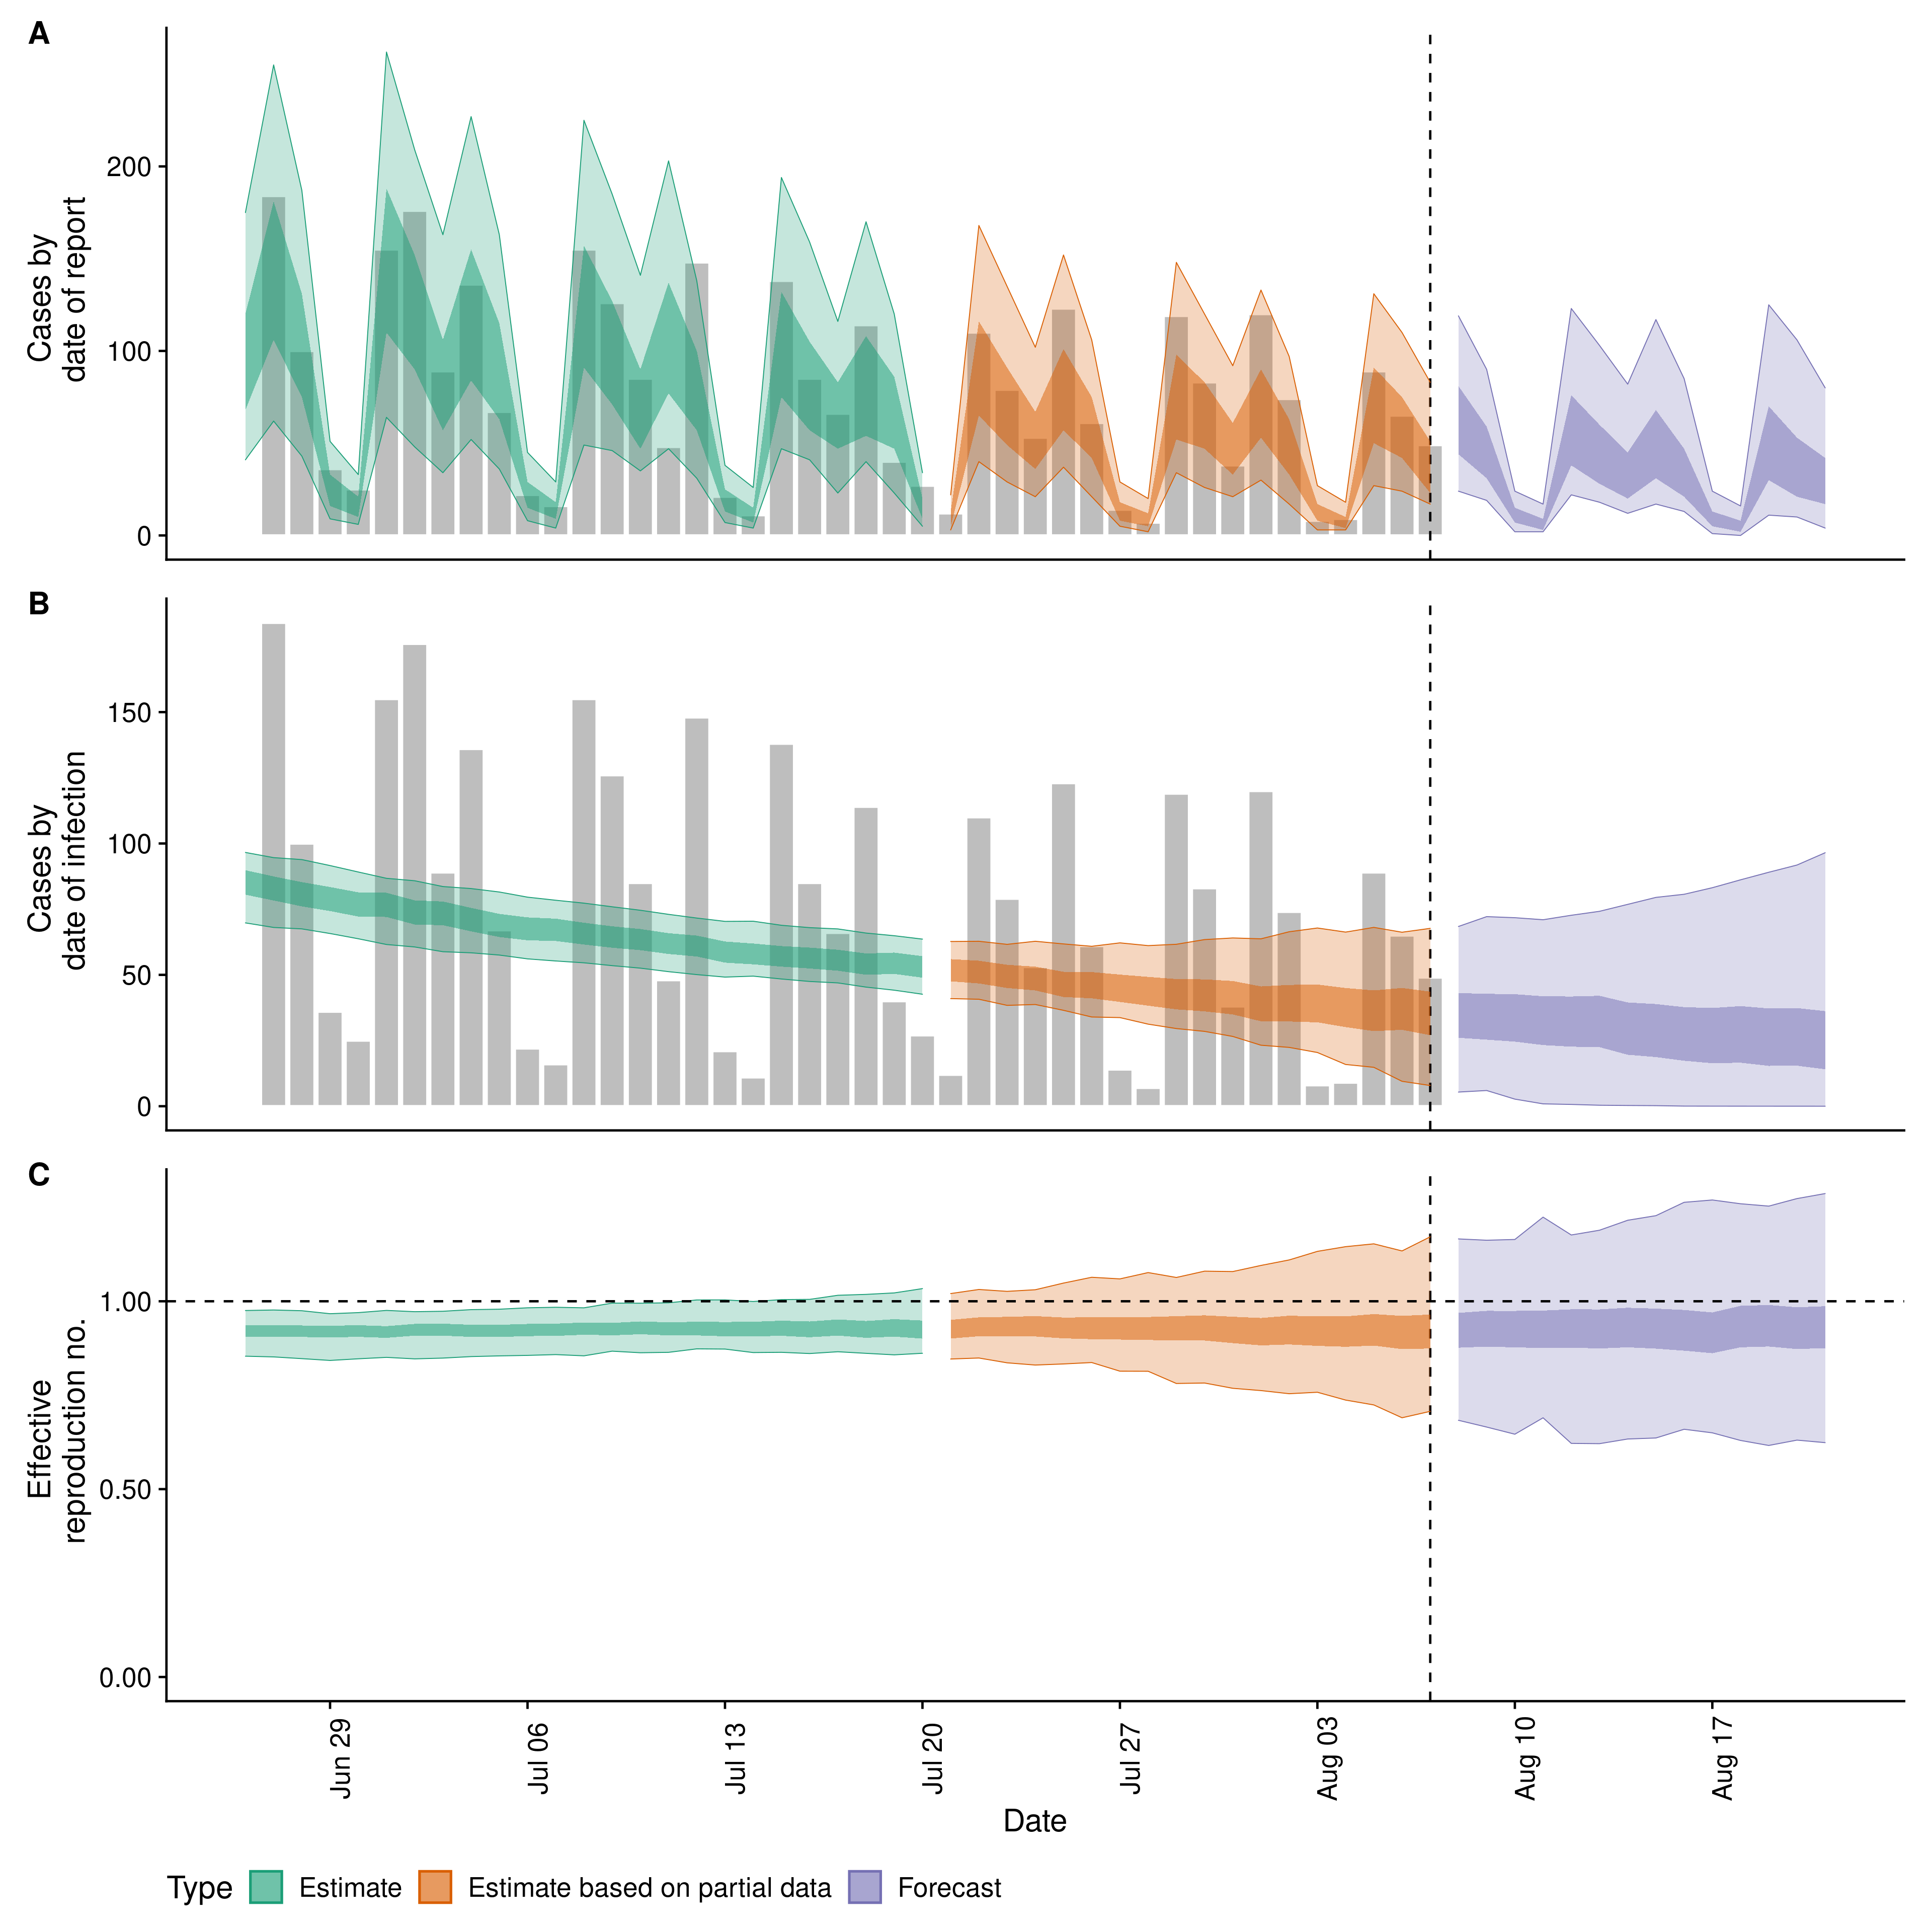 A
Cases by
date of report
200
100
0
B
Cases by
date of infection
150
100
50
0
C
Effective
reproduction no.
1.00
0.50
0.00
Jun 29
Jul 06
Jul 13
Jul 20
Jul 27
Aug 03
Aug 10
Aug 17
Date
Type Estimate Estimate based on partial data Forecast